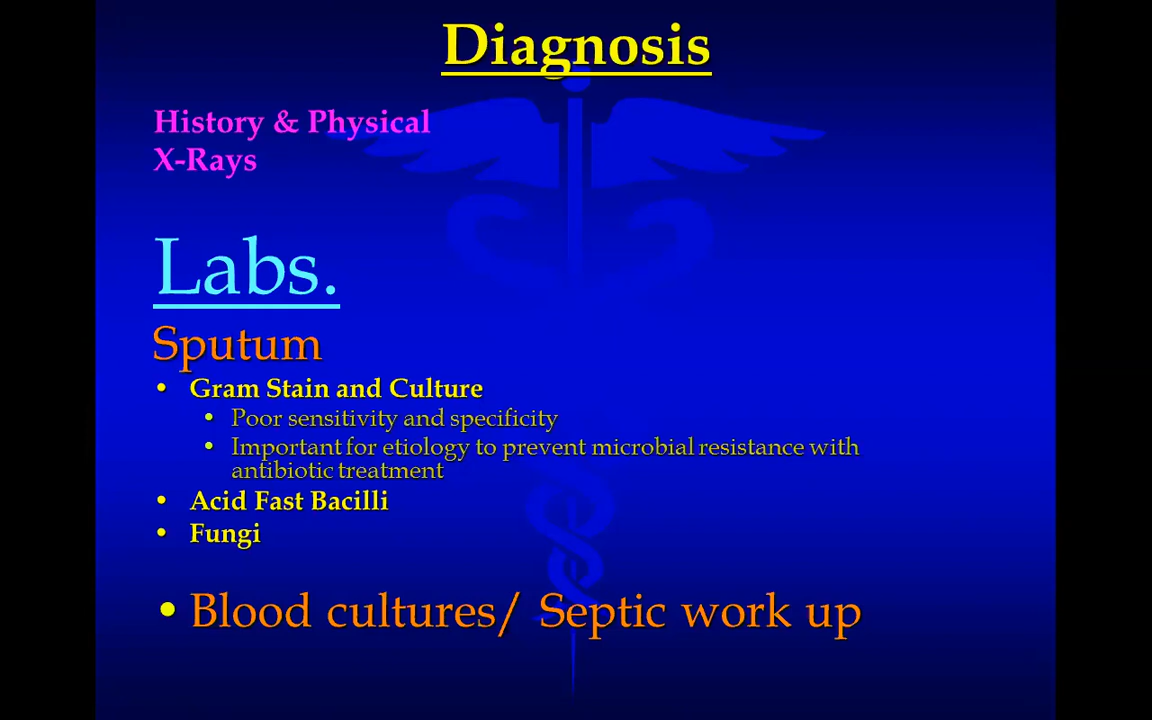 Diagnosis
History & Physical
X-Rays
Labs.
Sputum
• Gram Stain and Culture
• Poor sensitivity and specificity
• Important for etiology to prevent microbial resistance with
antibiotic treatment
• Acid Fast Bacilli
• Fungi
• Blood cultures/ Septic work up